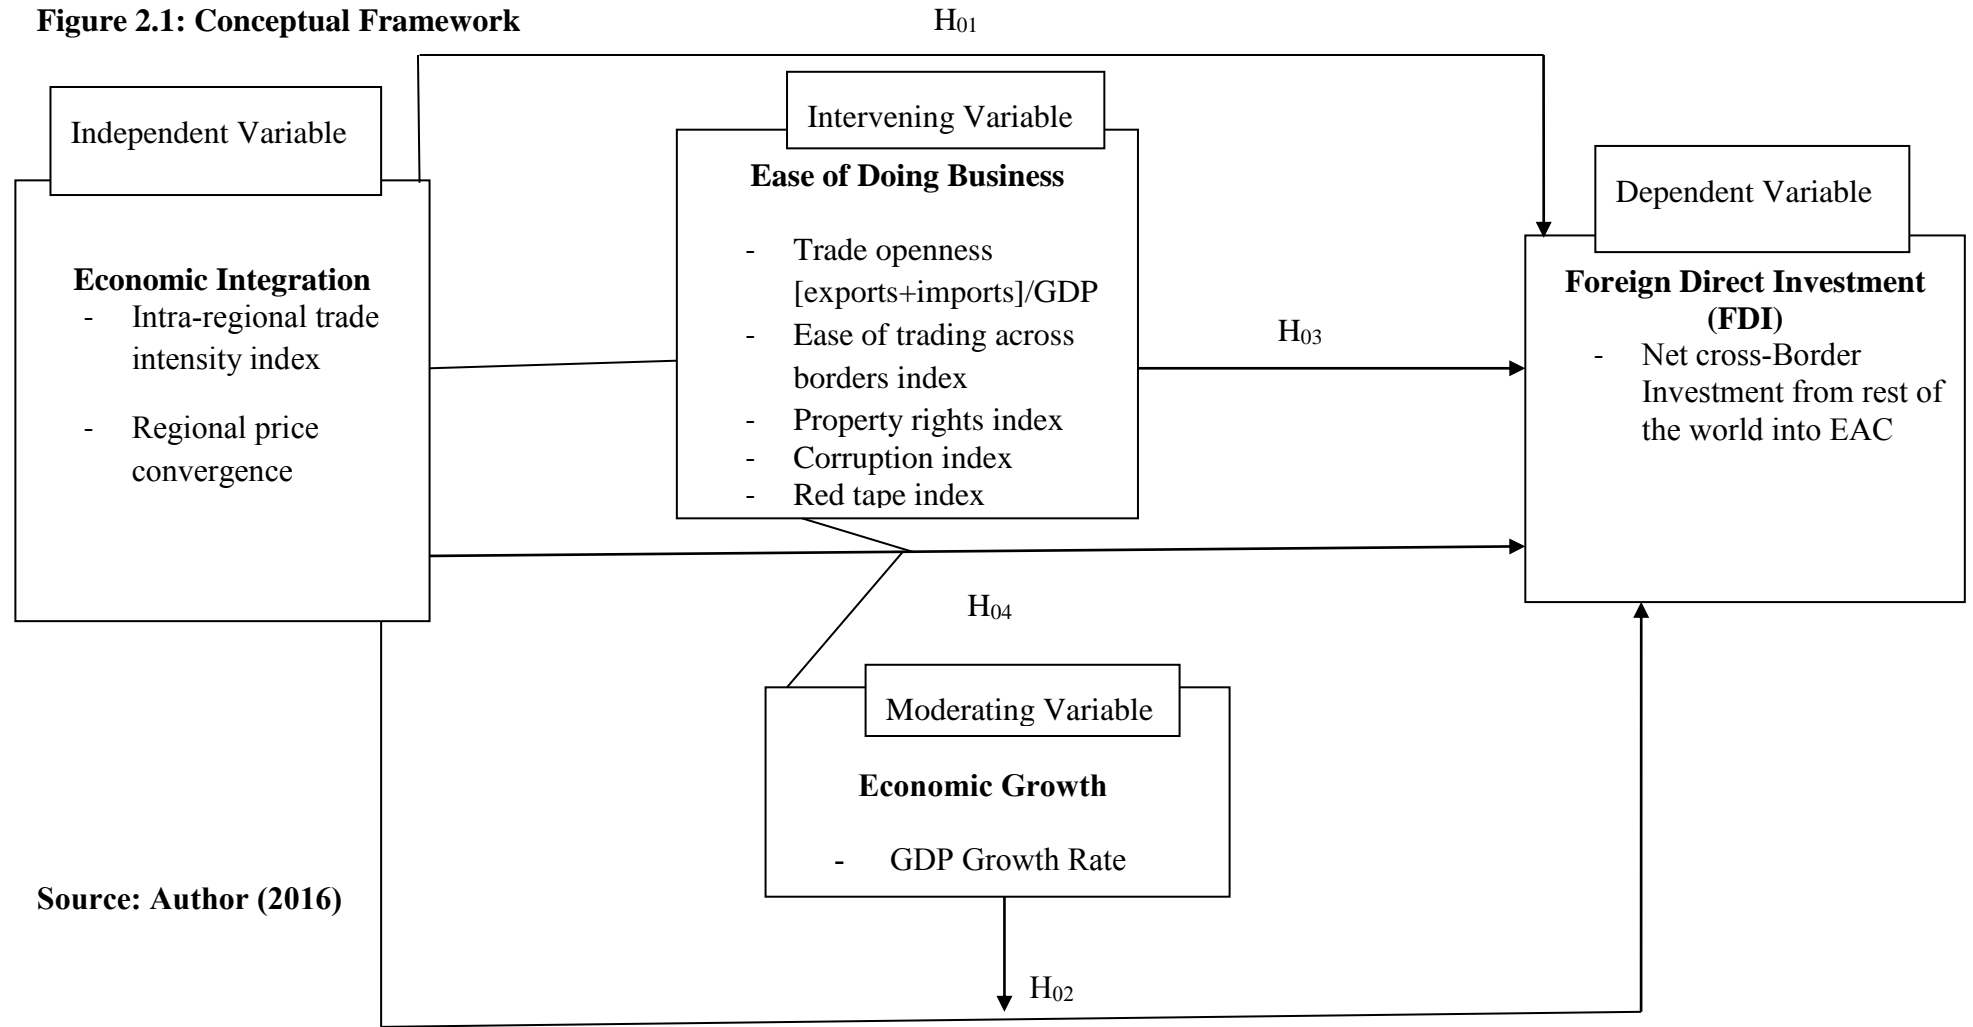 Figure 2.1: Conceptual Framework
H01
Independent Variable
Economic Integration
- Intra-regional trade
intensity index
- Regional price
convergence
Intervening Variable
Ease of Doing Business
- Trade openness
[exports+imports]/GDP
- Ease of trading across
borders index
- Property rights index
- Corruption index
- Red tape index
H03
Dependent Variable
Foreign Direct Investment
(FDI)
- Net cross-Border
Investment from rest of
the world into EAC
H04
Moderating Variable
Economic Growth
- GDP Growth Rate
Source: Author (2016)
H02